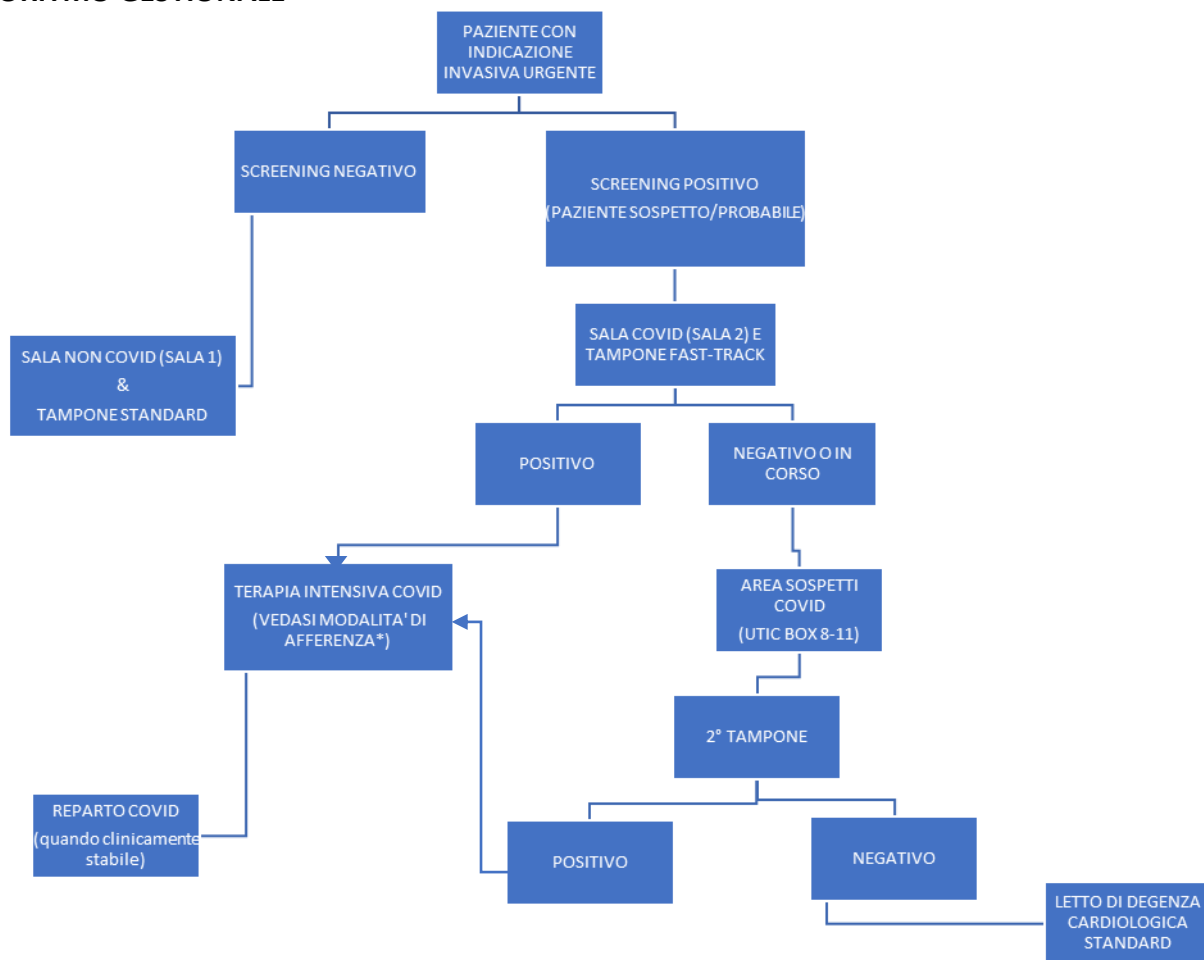 GESTIONALE
PAZIENTE CON
INDICAZIONE
INVASIVA URGENTE
SCREENING NEGATIVO
SCREENING POSITIVO
(PAZIENTE SOSPETTO/PROBABILE)
SALA NON COVID (SALA 1)
&
TAMPONE STANDARD
SALA COVID (SALA 2) E
TAMPONE FAST-TRACK
POSITIVO
NEGATIVO O IN
CORSO
TERAPIA INTENSIVA COVID
(VEDASI MODALITA' DI
AFFERENZA*)
AREA SOSPETTI
COVID
(UTIC BOX 8-11)
2° TAMPONE
REPARTO COVID
(quando clinicamente
stabile)
POSITIVO
NEGATIVO
LETTO DI DEGENZA
CARDIOLOGICA
STANDARD